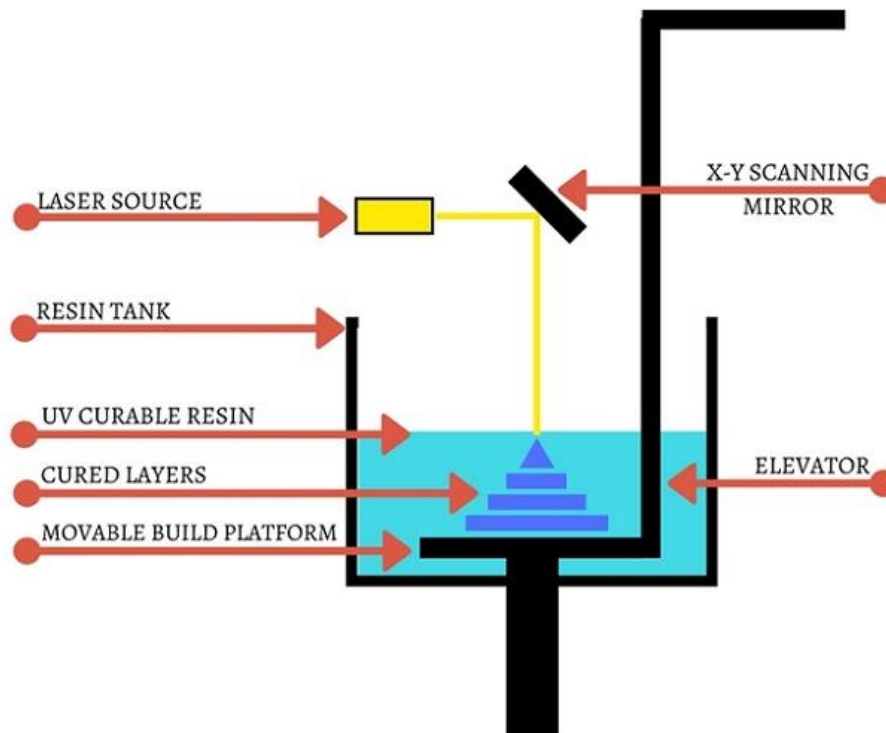 LASER SOURCE
X-Y SCANNING
MIRROR
RESIN TANK
UV CURABLE RESIN
CURED LAYERS
ELEVATOR
MOVABLE BUILD PLATFORM